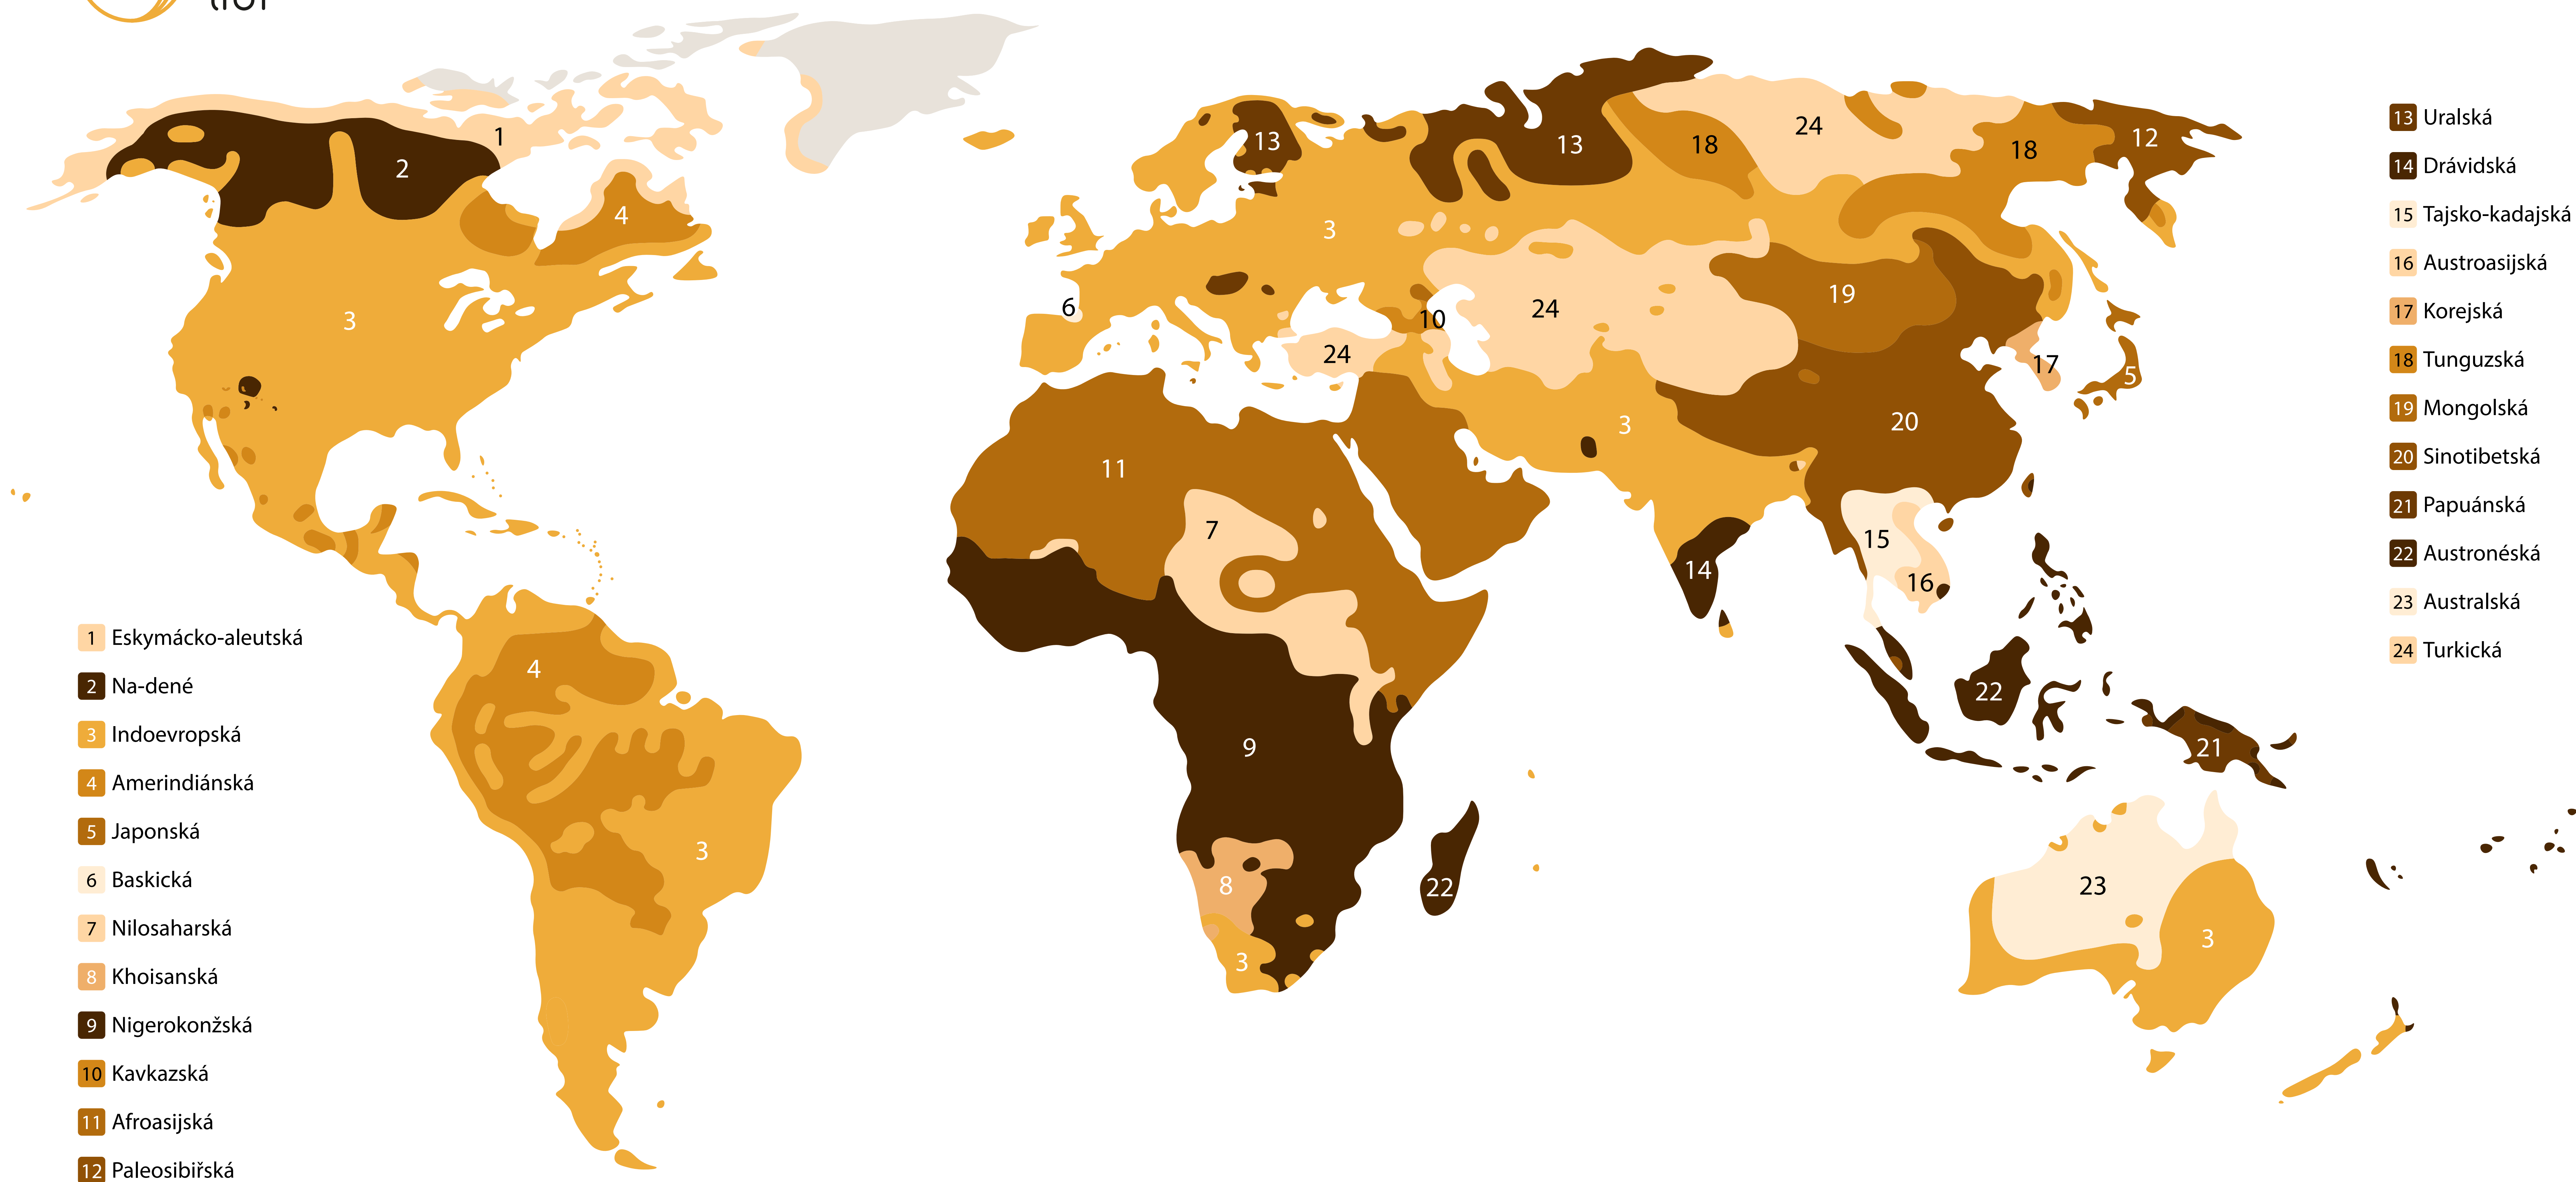 1
2
4
3
3
4
3
13
13
18
24
18
12
3
6
24
10
24
19
17
5
20
3
11
7
14
15
16
9
22
22
21
8
3
23
3
1 Eskymácko-aleutská
2 Na-dené
3 Indoevropská
4 Amerindiánská
5 Japonská
6 Baskická
7 Nilosaharská
8 Khoisanská
9 Nigerokonžská
10 Kavkazská
11 Afroasijská
12 Paleosibiřská
13 Uralská
14 Drávidská
15 Tajsko-kadajská
16 Austroasijská
17 Korejská
18 Tunguzská
19 Mongolská
20 Sinotibetská
21 Papuánská
22 Austronéská
23 Australská
24 Turkická